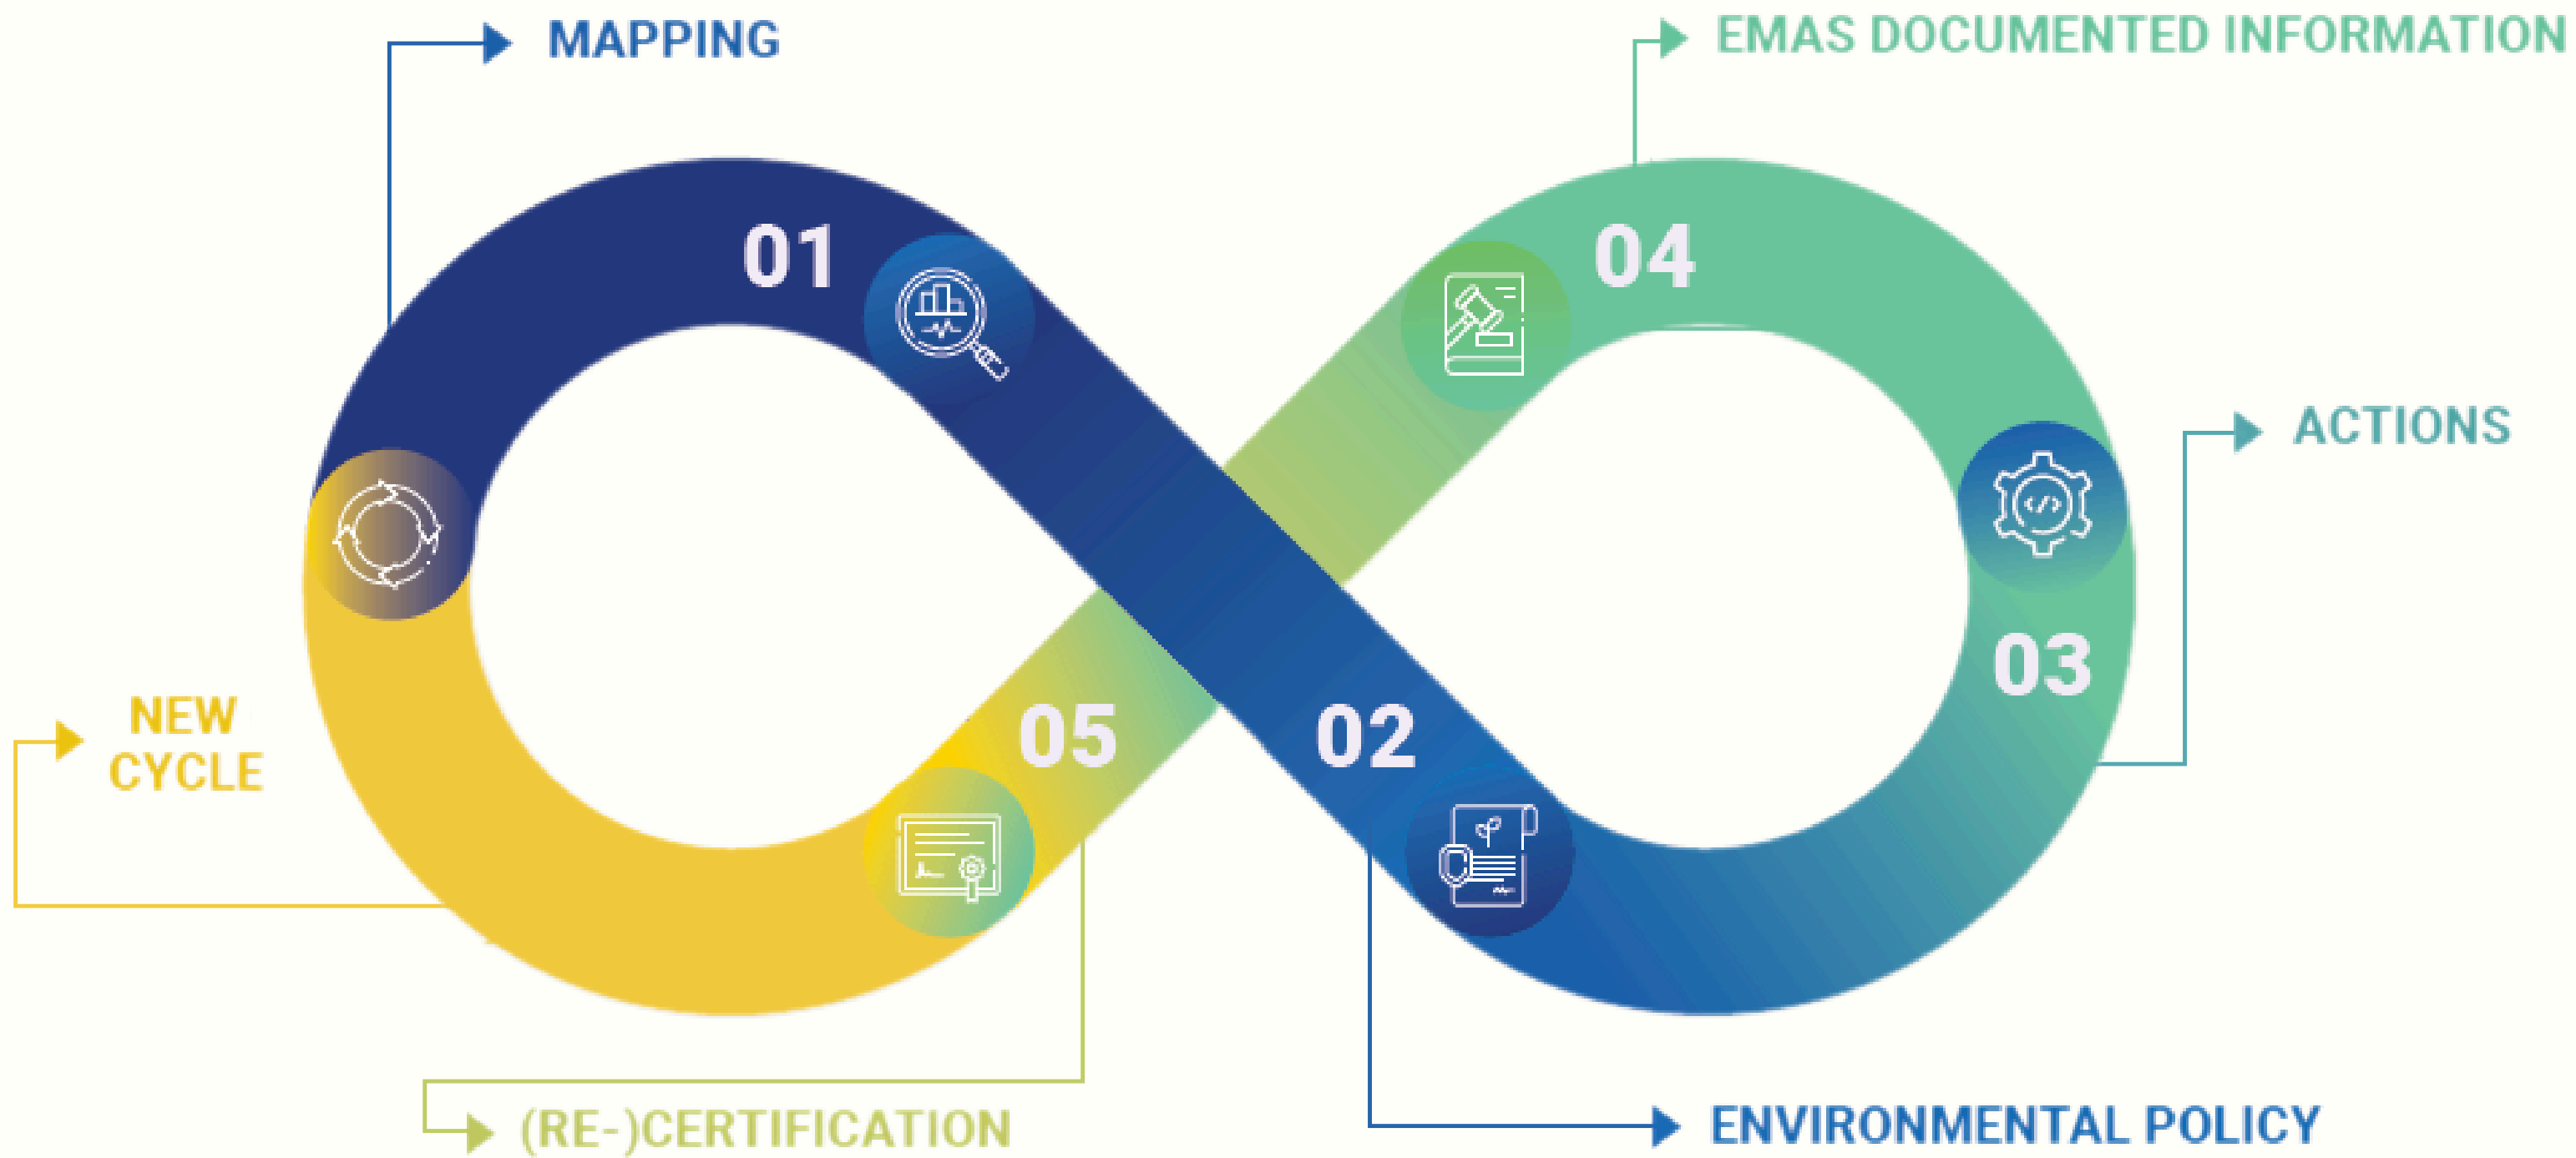 MAPPING
EMAS DOCUMENTED INFORMATION
01
04
ACTIONS
03
NEW
CYCLE
05
02
(RE-)CERTIFICATION
ENVIRONMENTAL POLICY